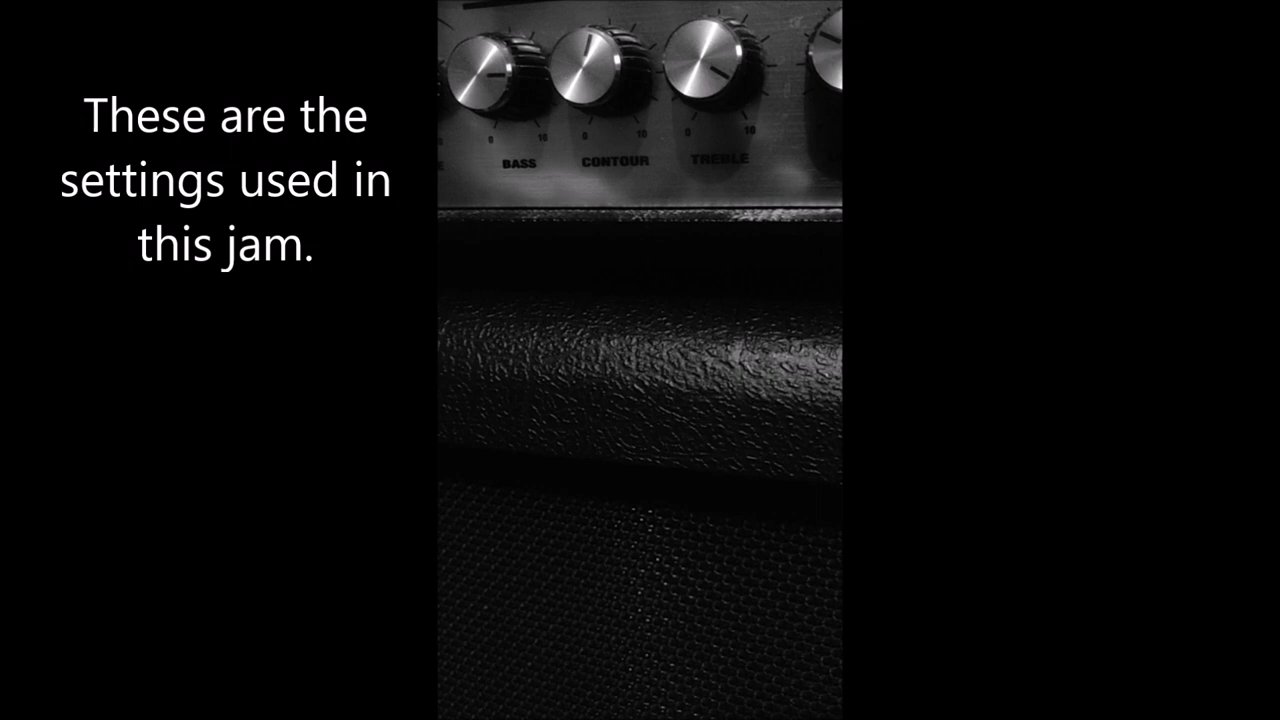 These are the
settings used in
this jam.
0 10 0 10 0 10
BASS CONTOUR TREBLE